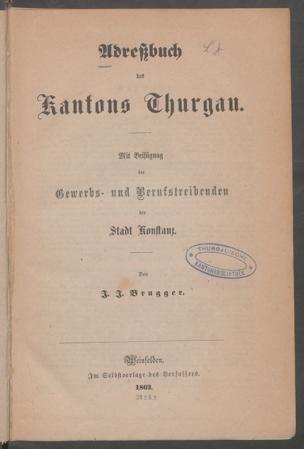 Adreßbuch
des
Kantons Thurgau.
Mit Beifügung
der
Gewerbs- und Berufstreibenden
der
Stadt Konstanz.
THURGAUISCHE
KANTONSBIBLIOTHEK
Von
J. J. Brugger.
Weinfelden.
Im Selbstverlage des Verfassers.
1862.